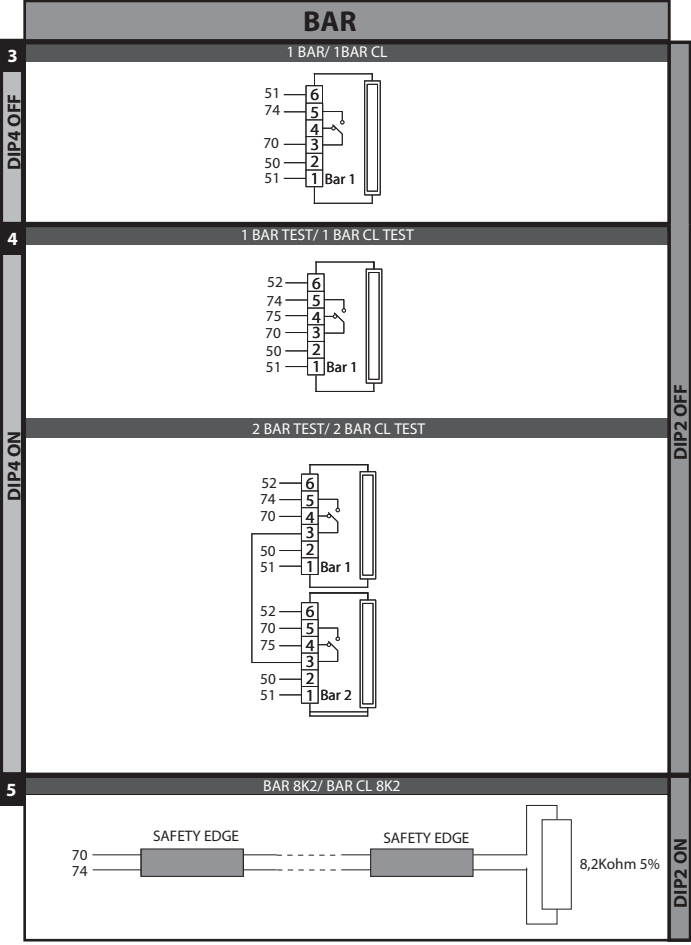 BAR
3
1 BAR/ 1BAR CL
DIP4 OFF
51 6
74 5
4
70 3
50 2
51 1 Bar 1
4
1 BAR TEST/ 1 BAR CL TEST
52 6
74 5
75 4
70 3
50 2
51 1 Bar 1
DIP2 OFF
DIP4 ON
2 BAR TEST/ 2 BAR CL TEST
52 6
74 5
70 4
3
50 2
51 1 Bar 1
52 6
70 5
75 4
3
50 2
51 1 Bar 2
5
BAR 8K2/ BAR CL 8K2
SAFETY EDGE
SAFETY EDGE
70
74
8,2Kohm 5%
DIP2 ON